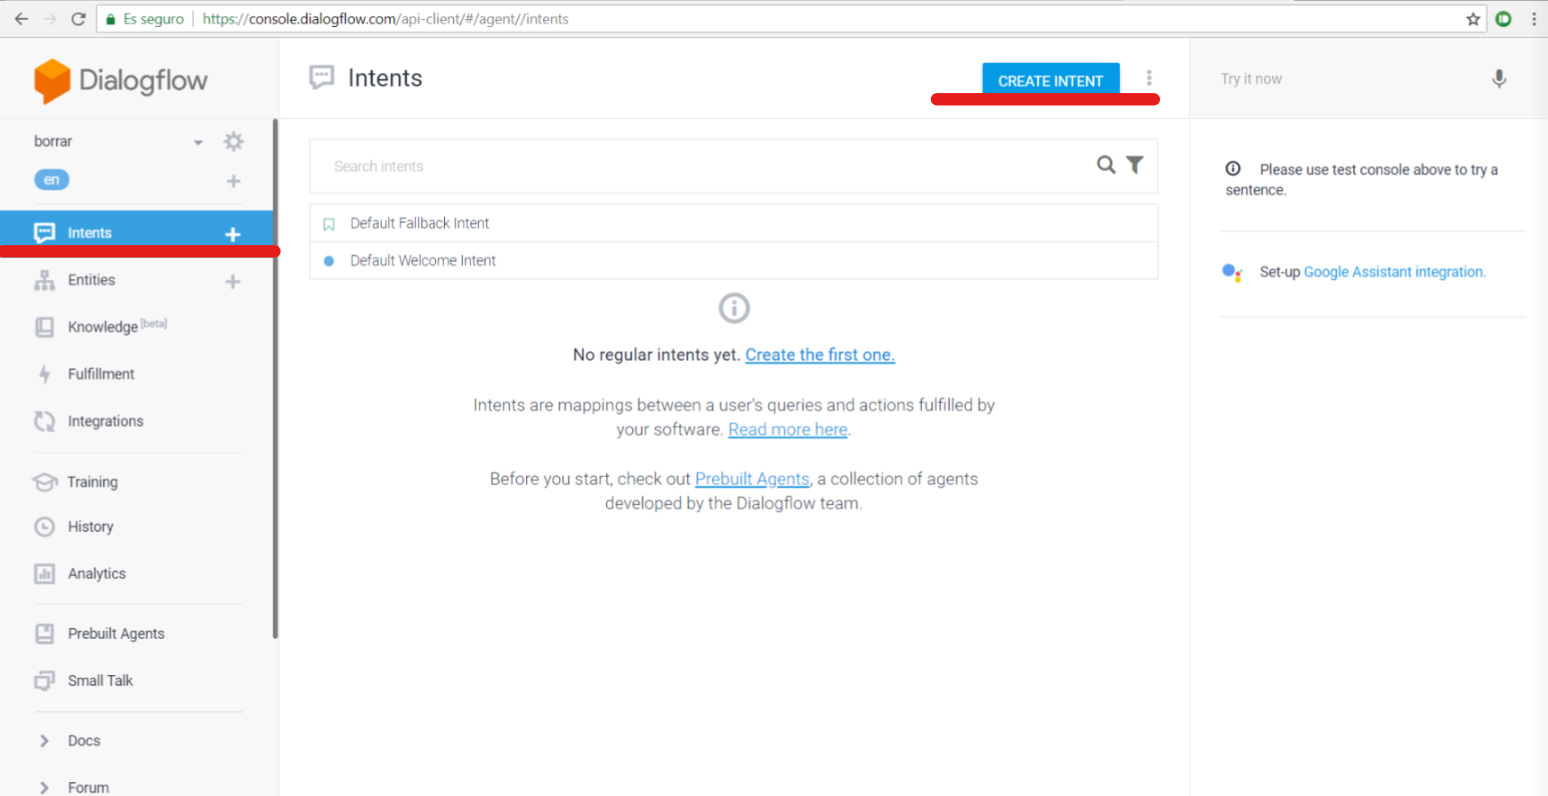 Es seguro https://console.dialogflow.com/api-client/#/agent//intents
Dialogflow
borrar
en
Intents
Entities
Knowledge [beta]
Fulfillment
Integrations
Training
History
Analytics
Prebuilt Agents
Small Talk
Docs
Forum
Intents
CREATE INTENT
Search intents
Default Fallback Intent
Default Welcome Intent
No regular intents yet. Create the first one.
Intents are mappings between a user's queries and actions fulfilled by
your software. Read more here.
Before you start, check out Prebuilt Agents, a collection of agents
developed by the Dialogflow team.
Try it now
Please use test console above to try a
sentence.
Set-up Google Assistant integration.